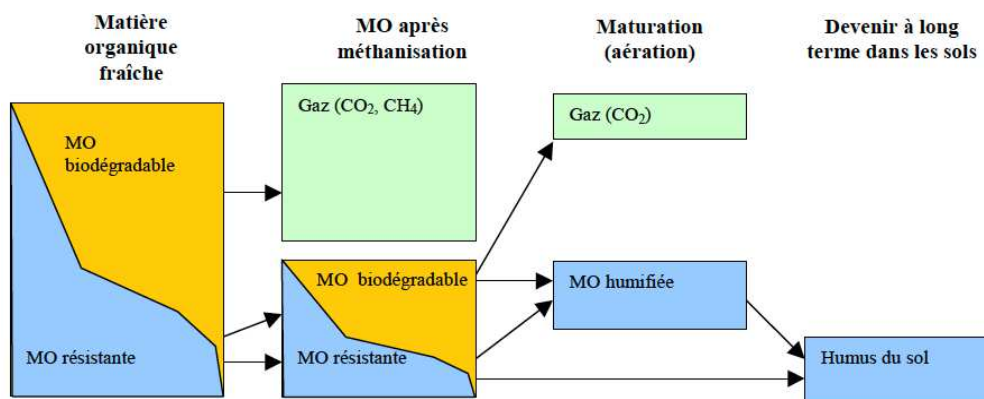 Matière
organique
fraîche
MO après
méthanisation
Maturation
(aération)
Devenir à long
terme dans les sols
MO
biodégradable
MO résistante
Gaz (CO₂, CH₄)
MO biodégradable
MO résistante
Gaz (CO₂)
MO humifiée
Humus du sol